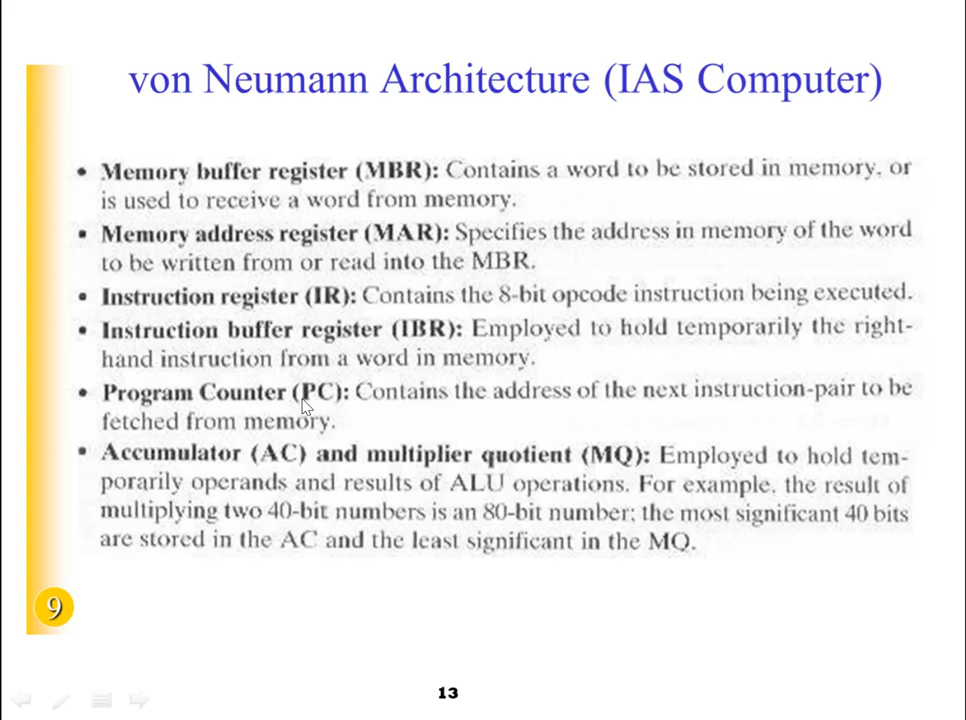 von Neumann Architecture (IAS Computer)
• Memory buffer register (MBR): Contains a word to be stored in memory, or
is used to receive a word from memory.
• Memory address register (MAR): Specifies the address in memory of the word
to be written from or read into the MBR.
• Instruction register (IR): Contains the 8-bit opcode instruction being executed.
• Instruction buffer register (IBR): Employed to hold temporarily the right-
hand instruction from a word in memory.
• Program Counter (PC): Contains the address of the next instruction-pair to be
fetched from memory.
• Accumulator (AC) and multiplier quotient (MQ): Employed to hold tem-
porarily operands and results of ALU operations. For example, the result of
multiplying two 40-bit numbers is an 80-bit number; the most significant 40 bits
are stored in the AC and the least significant in the MQ.
9
13